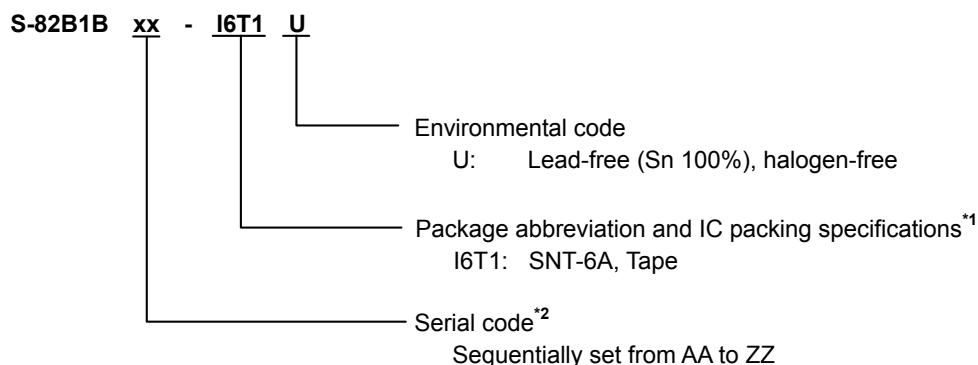 S-82B1B xx - I6T1 U
Environmental code
U: Lead-free (Sn 100%), halogen-free
Package abbreviation and IC packing specifications*1
I6T1: SNT-6A, Tape
Serial code*2
Sequentially set from AA to ZZ